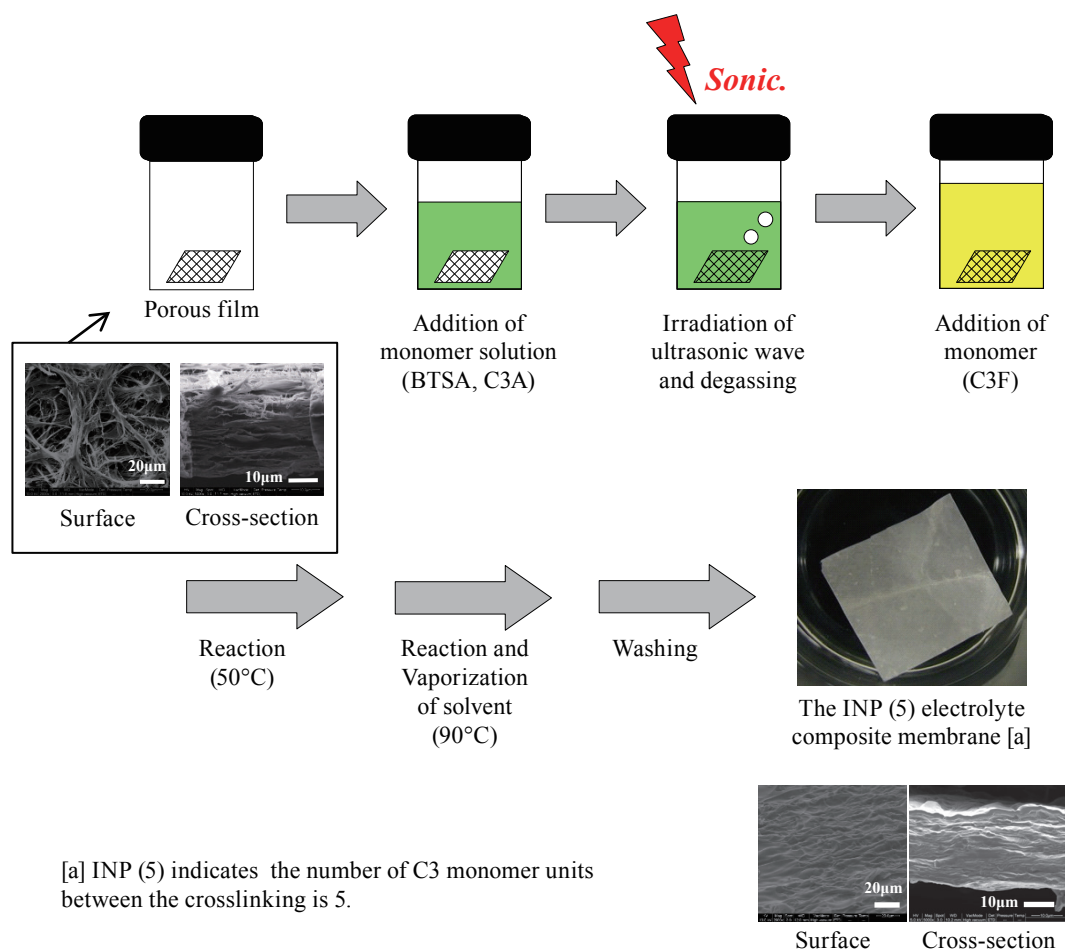 Sonic.
Porous film
Addition of
monomer solution
(BTSA, C3A)
Irradiation of
ultrasonic wave
and degassing
Addition of
monomer
(C3F)
20μm
10μm
Surface
Cross-section
Reaction
(50°C)
Reaction and
Vaporization
of solvent
(90°C)
Washing
The INP (5) electrolyte
composite membrane [a]
[a] INP (5) indicates the number of C3 monomer units
between the crosslinking is 5.
20μm
10μm
Surface
Cross-section